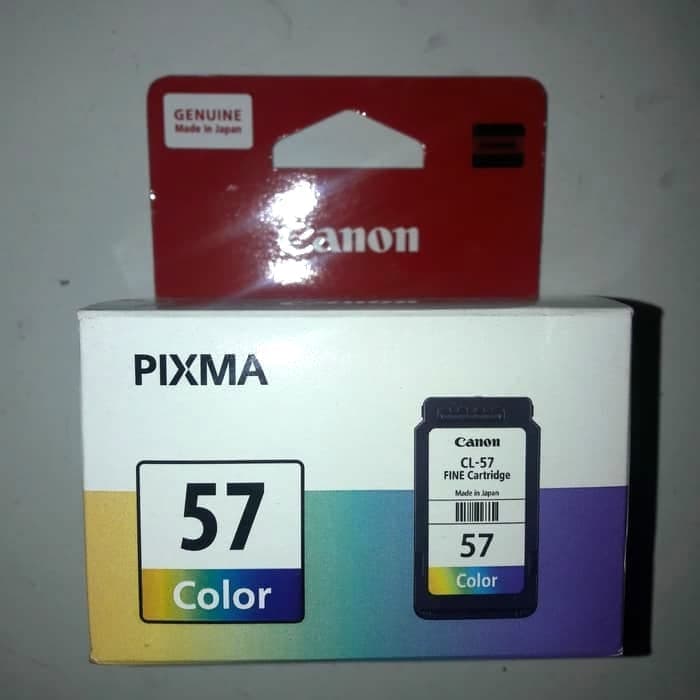 GENUINE
Made in Japan
Canon
PIXMA
57
Color
Canon
CL-57
FINE Cartridge
Made in Japan
57
Color